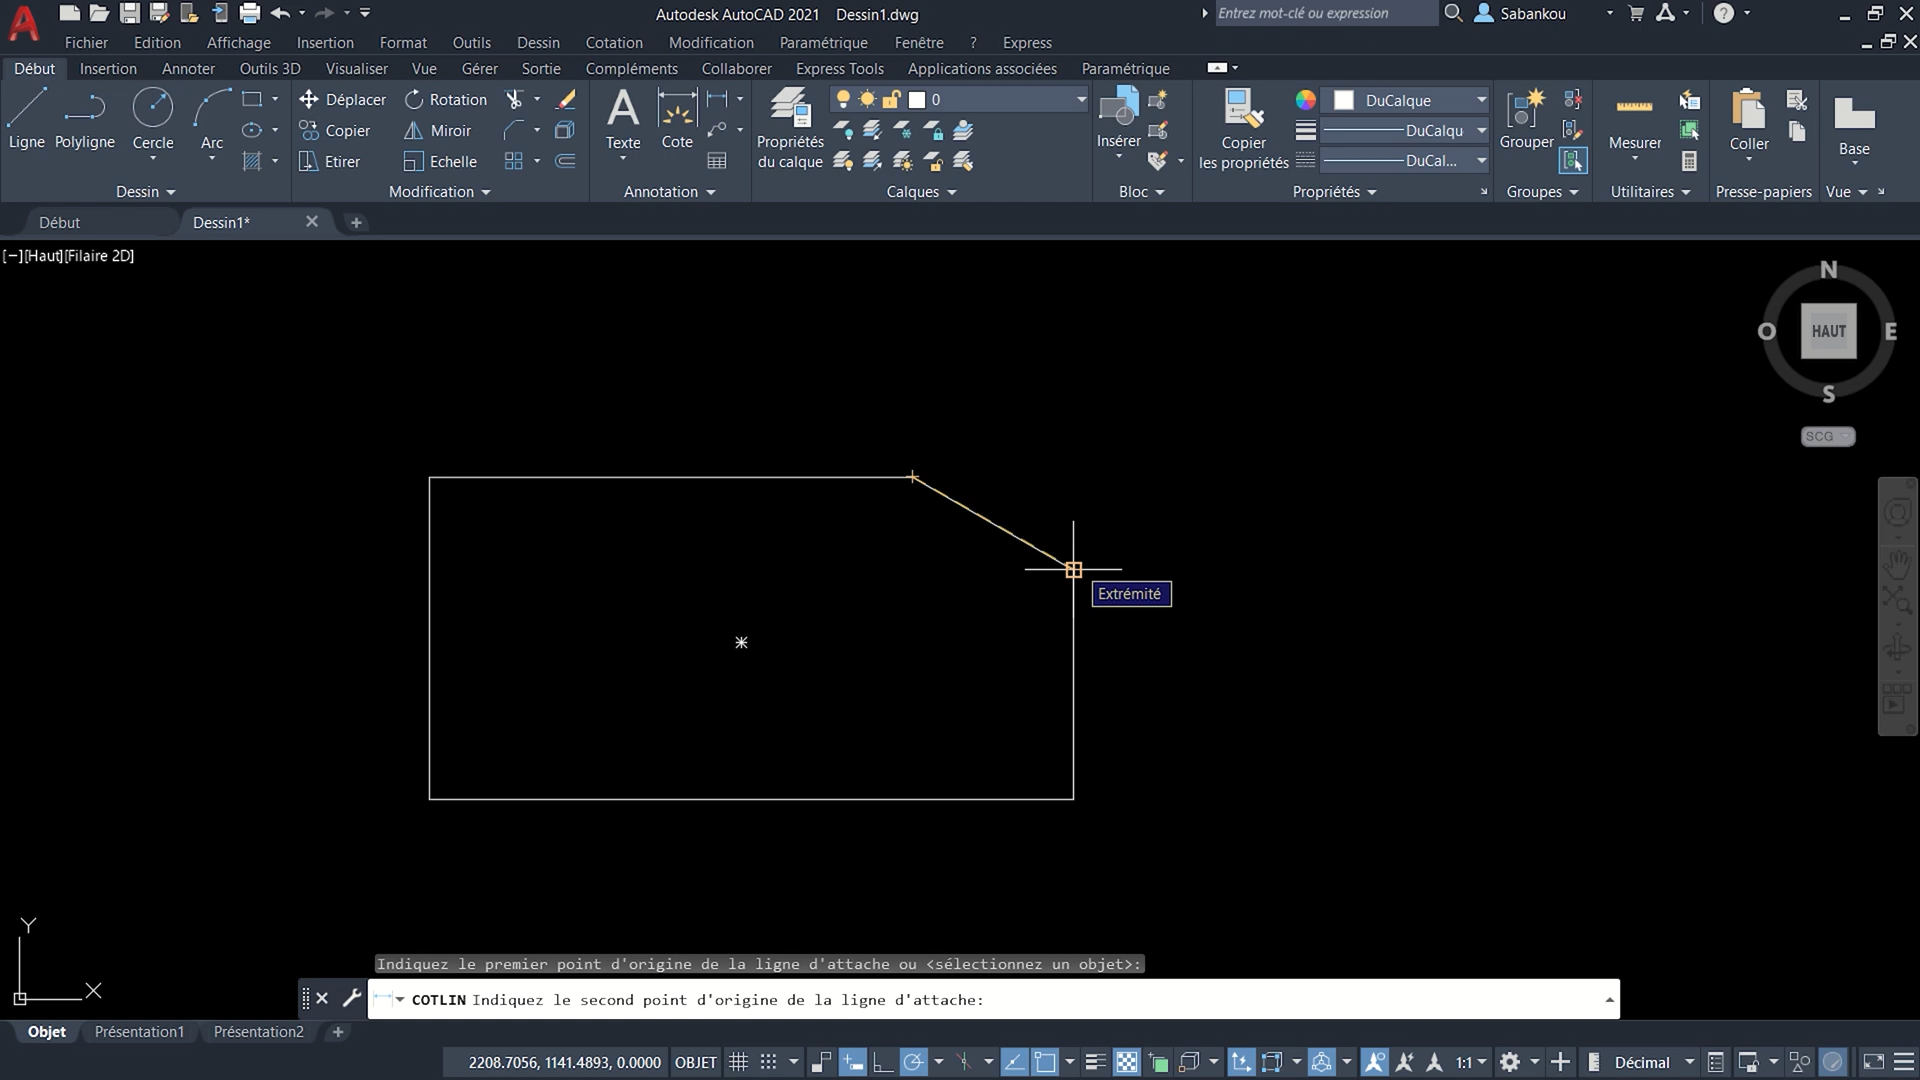 Autodesk AutoCAD 2021 Dessin1.dwg
Entrez mot-clé ou expression
Sabankou
Fichier Edition Affichage Insertion Format Outils Dessin Cotation Modification Paramétrique Fenêtre ? Express
Début Insertion Annoter Outils 3D Visualiser Vue Gérer Sortie Compléments Collaborer Express Tools Applications associées Paramétrique
Déplacer Rotation 0 DuCalque
Copier Miroir DuCalqu
Ligne Polyligne Cercle Arc Texte Cote Propriétés du calque Insérer Copier les propriétés Grouper Mesurer Coller Base
Etirer Echelle DuCal...
Dessin Modification Annotation Calques Bloc Propriétés Groupes Utilitaires Presse-papiers Vue
Début Dessin1*
[−][Haut][Filaire 2D]
N
O HAUT E
S
SCG
Extrémité
Y
X
Indiquez le premier point d'origine de la ligne d'attache ou <sélectionnez un objet>:
COTLIN Indiquez le second point d'origine de la ligne d'attache:
Objet Présentation1 Présentation2 +
2208.7056, 1141.4893, 0.0000 OBJET 1:1 Décimal